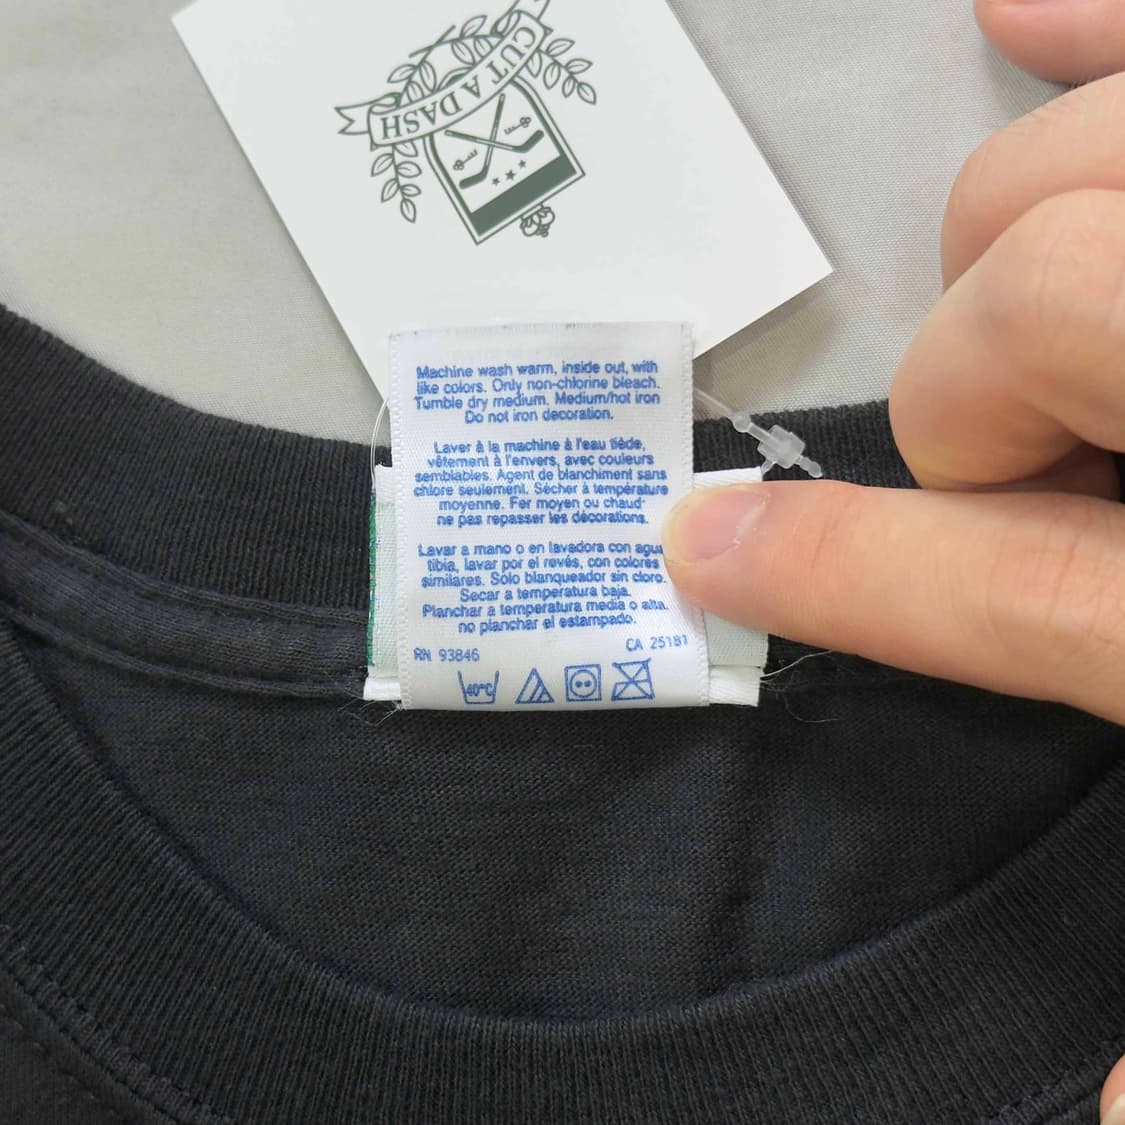 CUT A DASH
Machine wash warm, inside out, with
like colors. Only non-chlorine bleach.
Tumble dry medium. Medium/hot iron
Do not iron decoration.
Laver à la machine à l'eau tiède,
vêtement à l'envers, avec couleurs
semblables. Agent de blanchiment sans
chlore seulement. Sécher à température
moyenne. Fer moyen ou chaud
ne pas repasser les décorations.
Lavar a mano o en lavadora con agua
tibia, lavar por el revés, con colores
similares. Solo blanqueador sin cloro.
Secar a temperatura baja.
Planchar a temperatura media o alta.
no planchar el estampado.
RN 93846 CA 25181
40°C